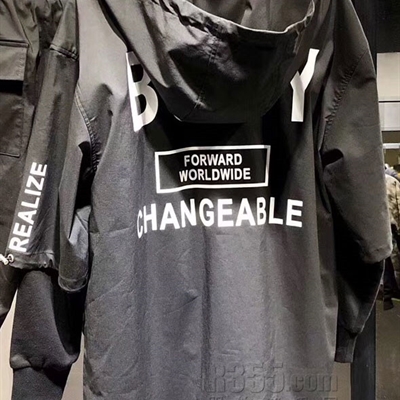 B Y
FORWARD
WORLDWIDE
CHANGEABLE
REALIZE